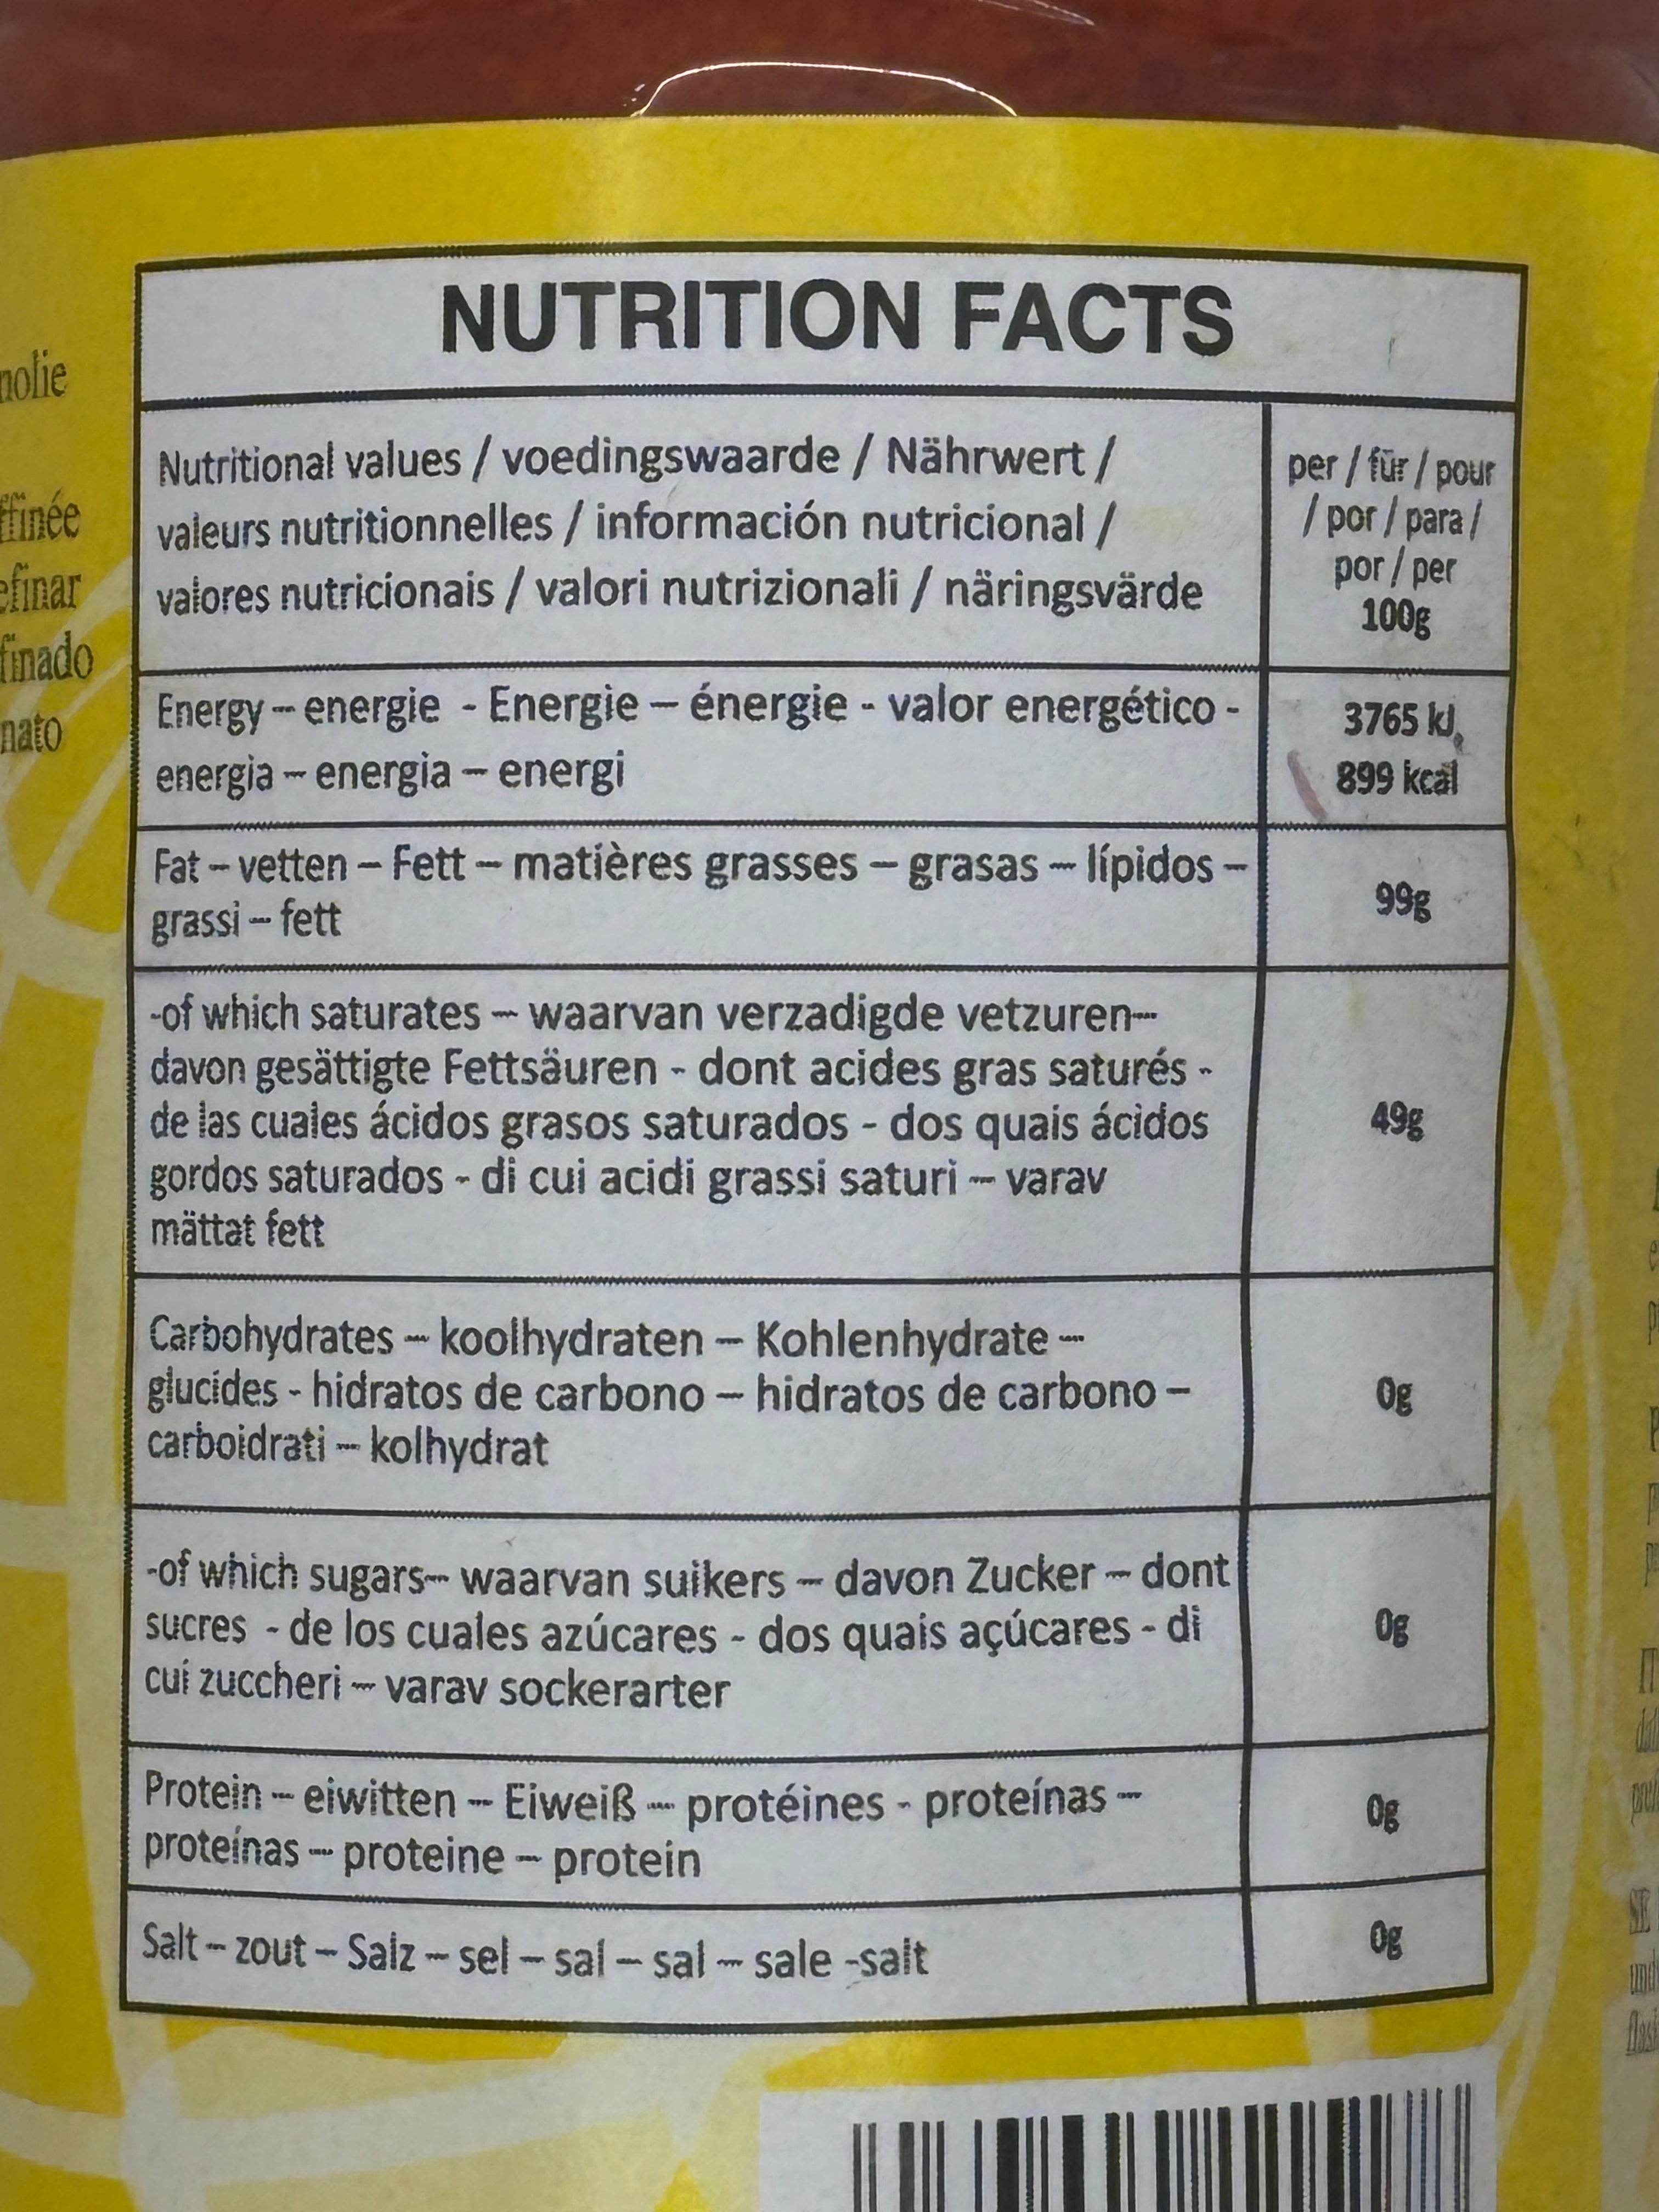 NUTRITION FACTS
Nutritional values / voedingswaarde / Nährwert /
valeurs nutritionnelles / información nutricional /
valores nutricionais / valori nutrizionali / näringsvärde
per / für / pour
/ por / para /
por / per
100g
Energy – energie - Energie – énergie - valor energético -
energia – energia – energi
3765 kJ,
899 kcal
Fat – vetten – Fett – matières grasses – grasas – lípidos –
grassi – fett
99g
-of which saturates – waarvan verzadigde vetzuren–
davon gesättigte Fettsäuren - dont acides gras saturés -
de las cuales ácidos grasos saturados - dos quais ácidos
gordos saturados - di cui acidi grassi saturi – varav
mättat fett
49g
Carbohydrates – koolhydraten – Kohlenhydrate –
glucides - hidratos de carbono – hidratos de carbono –
carboidrati – kolhydrat
0g
-of which sugars– waarvan suikers – davon Zucker – dont
sucres - de los cuales azúcares - dos quais açúcares - di
cui zuccheri – varav sockerarter
0g
Protein – eiwitten – Eiweiß – protéines - proteínas –
proteínas – proteine – protein
0g
Salt – zout – Salz – sel – sal – sal – sale -salt
0g